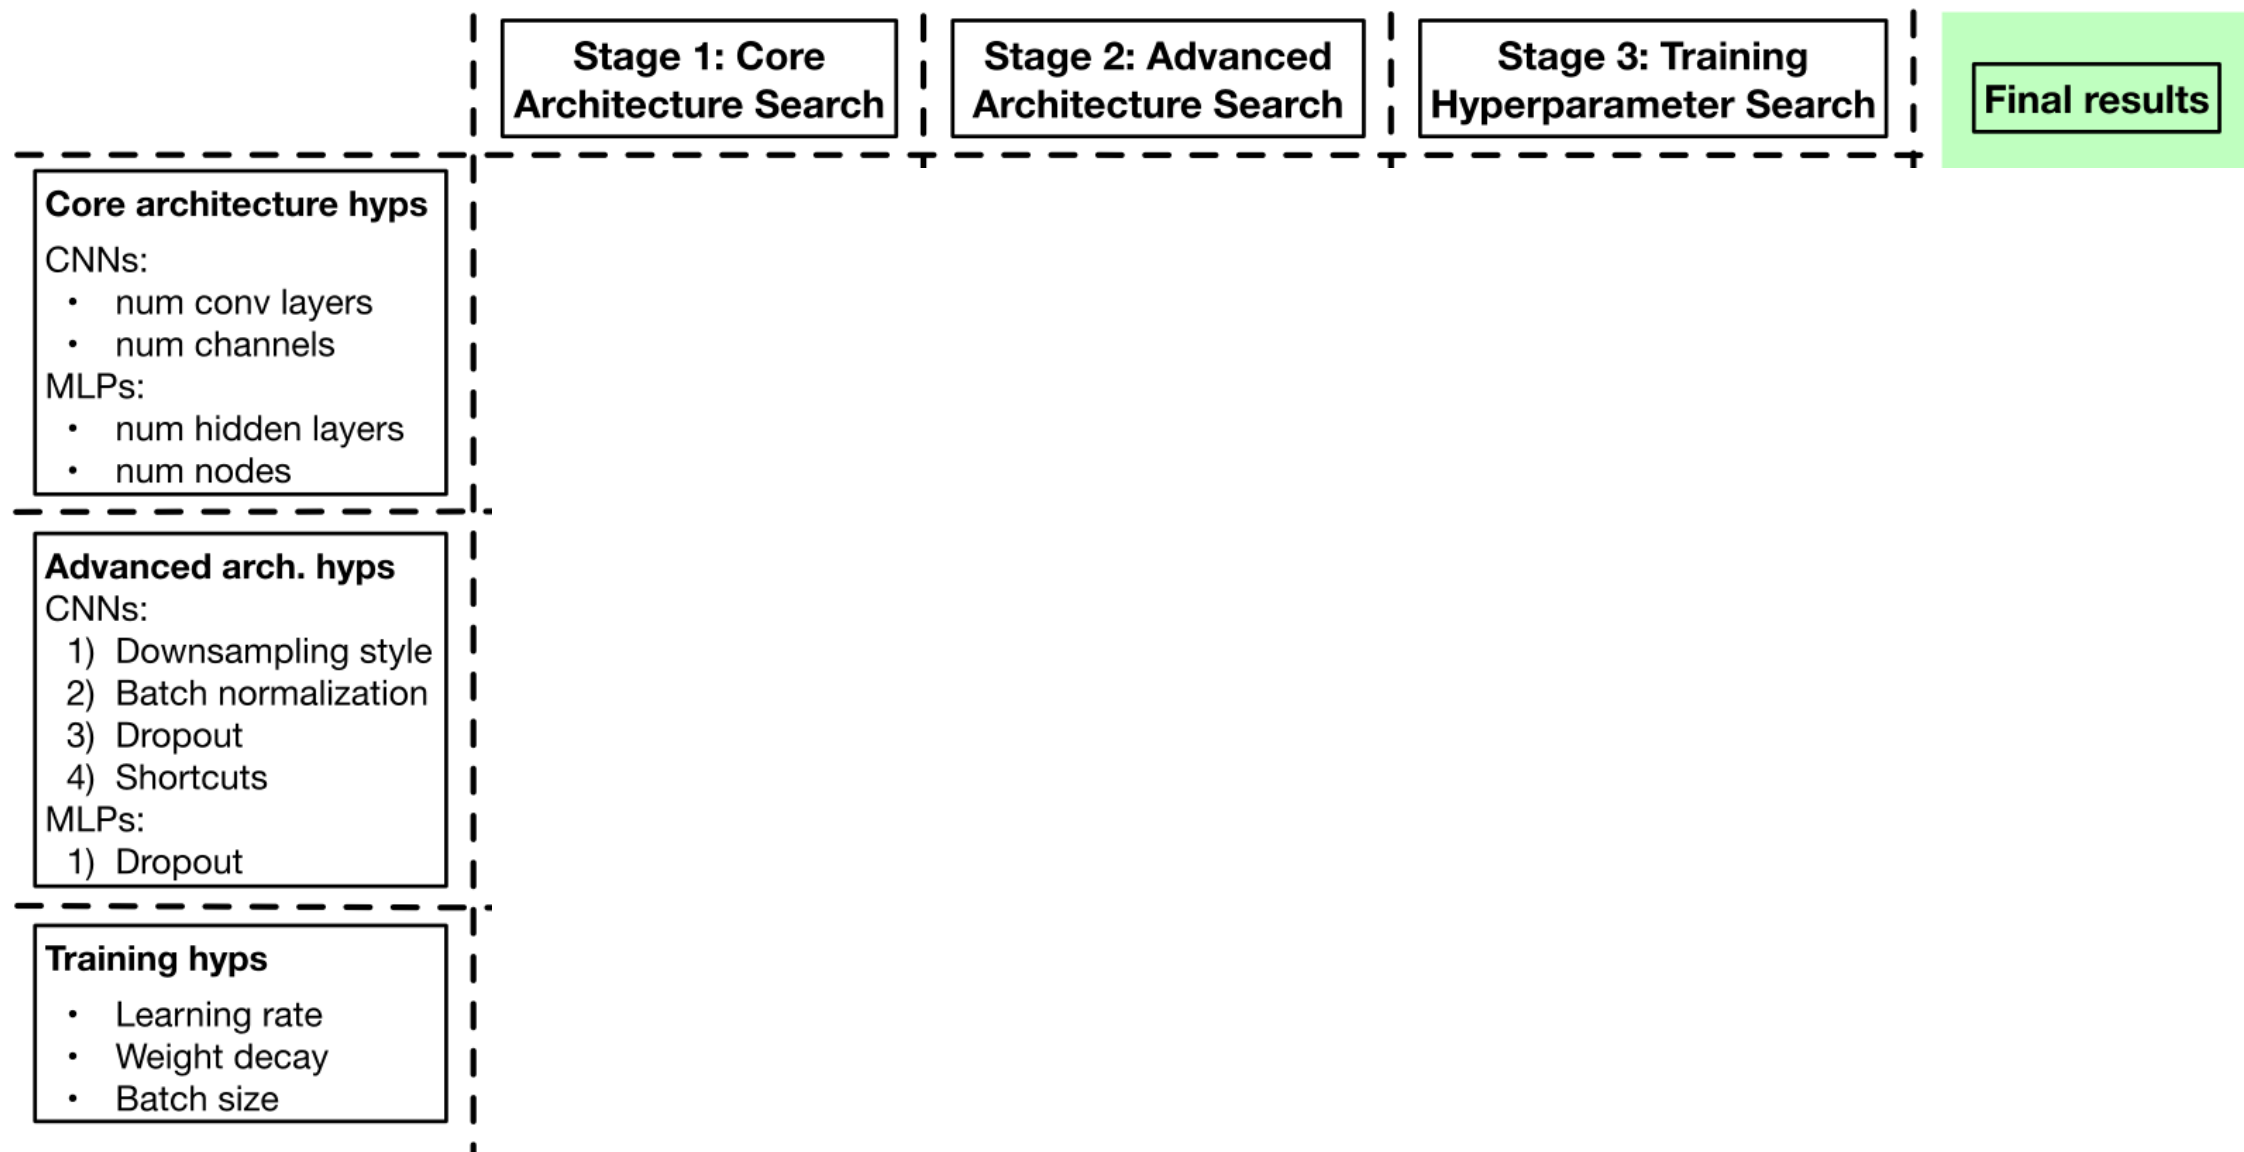 Stage 1: Core
Architecture Search
Stage 2: Advanced
Architecture Search
Stage 3: Training
Hyperparameter Search
Final results
Core architecture hyps
CNNs:
• num conv layers
• num channels
MLPs:
• num hidden layers
• num nodes
Advanced arch. hyps
CNNs:
1) Downsampling style
2) Batch normalization
3) Dropout
4) Shortcuts
MLPs:
1) Dropout
Training hyps
• Learning rate
• Weight decay
• Batch size